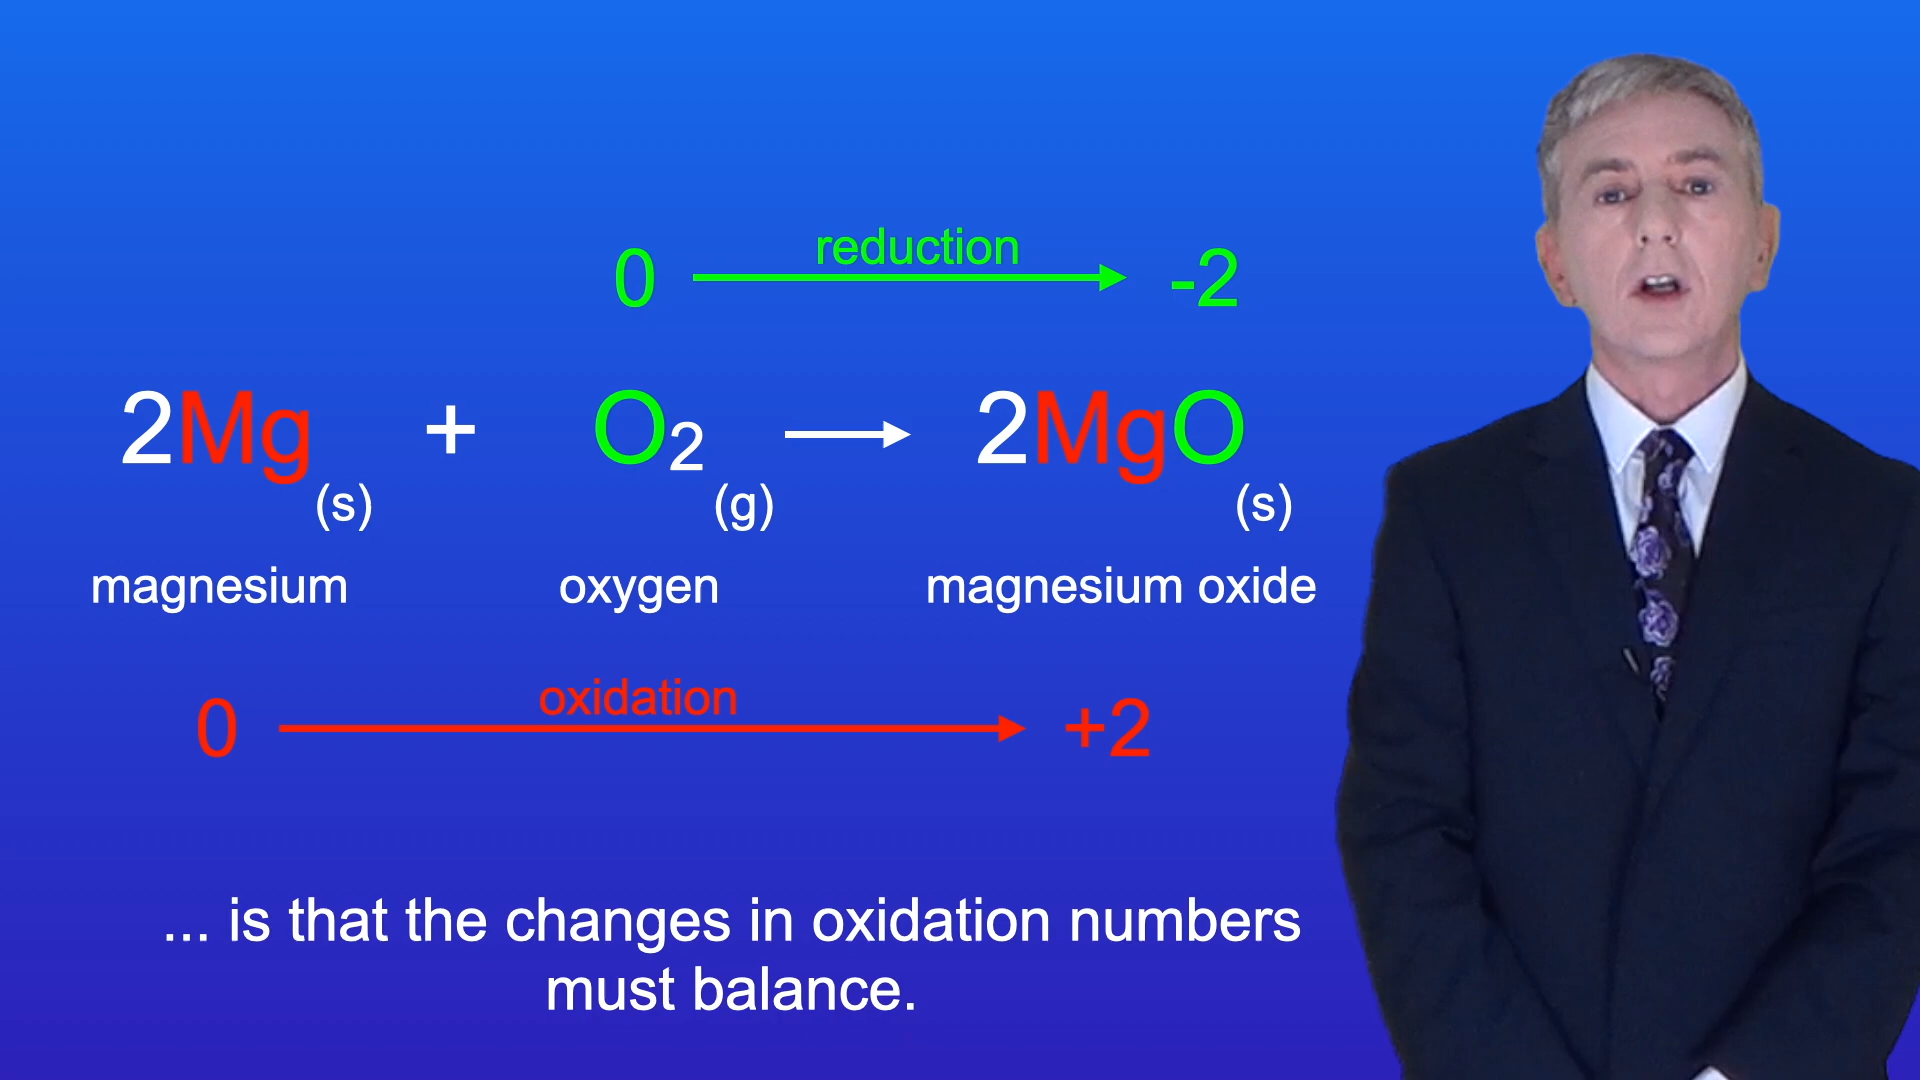 0 reduction -2
2Mg(s) + O2(g) → 2MgO(s)
magnesium oxygen magnesium oxide
0 oxidation +2
... is that the changes in oxidation numbers
must balance.